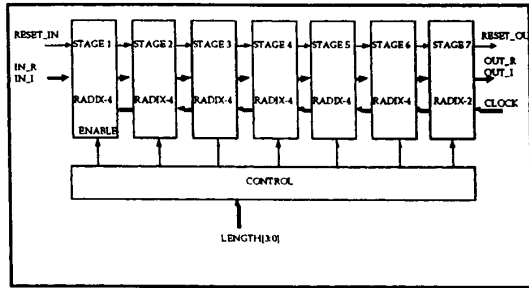 RESET_IN
STAGE 1 STAGE 2 STAGE 3 STAGE 4 STAGE 5 STAGE 6 STAGE 7
RESET_OU
IN_R
IN_I
OUT_R
OUT_I
RADIX-4 RADIX-4 RADIX-4 RADIX-4 RADIX-4 RADIX-4 RADIX-2
CLOCK
ENABLE
CONTROL
LENGTH[3:0]